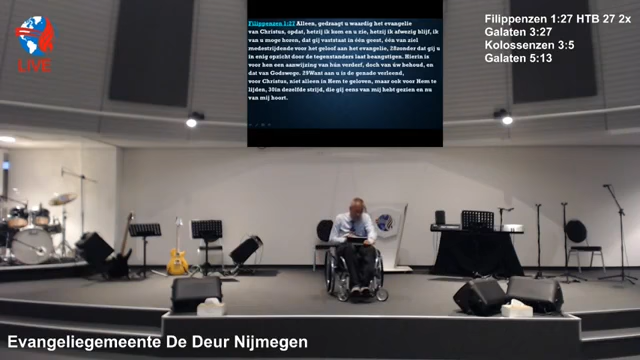 Filippenzen 1:27 Alleen, gedraagt u waardig het evangelie
van Christus, opdat, hetzij ik kom en u zie, hetzij ik afwezig blijf, ik
van u moge horen, dat gij vaststaat in één geest, één van ziel
medestrijdende voor het geloof aan het evangelie, 28zonder dat gij u
in enig opzicht door de tegenstanders laat beangstigen. Hierin is
voor hen een aanwijzing van hún verderf, doch van úw behoud, en
dat van Godswege. 29Want aan u is de genade verleend,
voor Christus, niet alleen in Hem te geloven, maar ook voor Hem te
lijden, 30in dezelfde strijd, die gij eens van mij hebt gezien en nu
van mij hoort.
Filippenzen 1:27 HTB 27 2x
Galaten 3:27
Kolossenzen 3:5
Galaten 5:13
LIVE
Evangeliegemeente De Deur Nijmegen